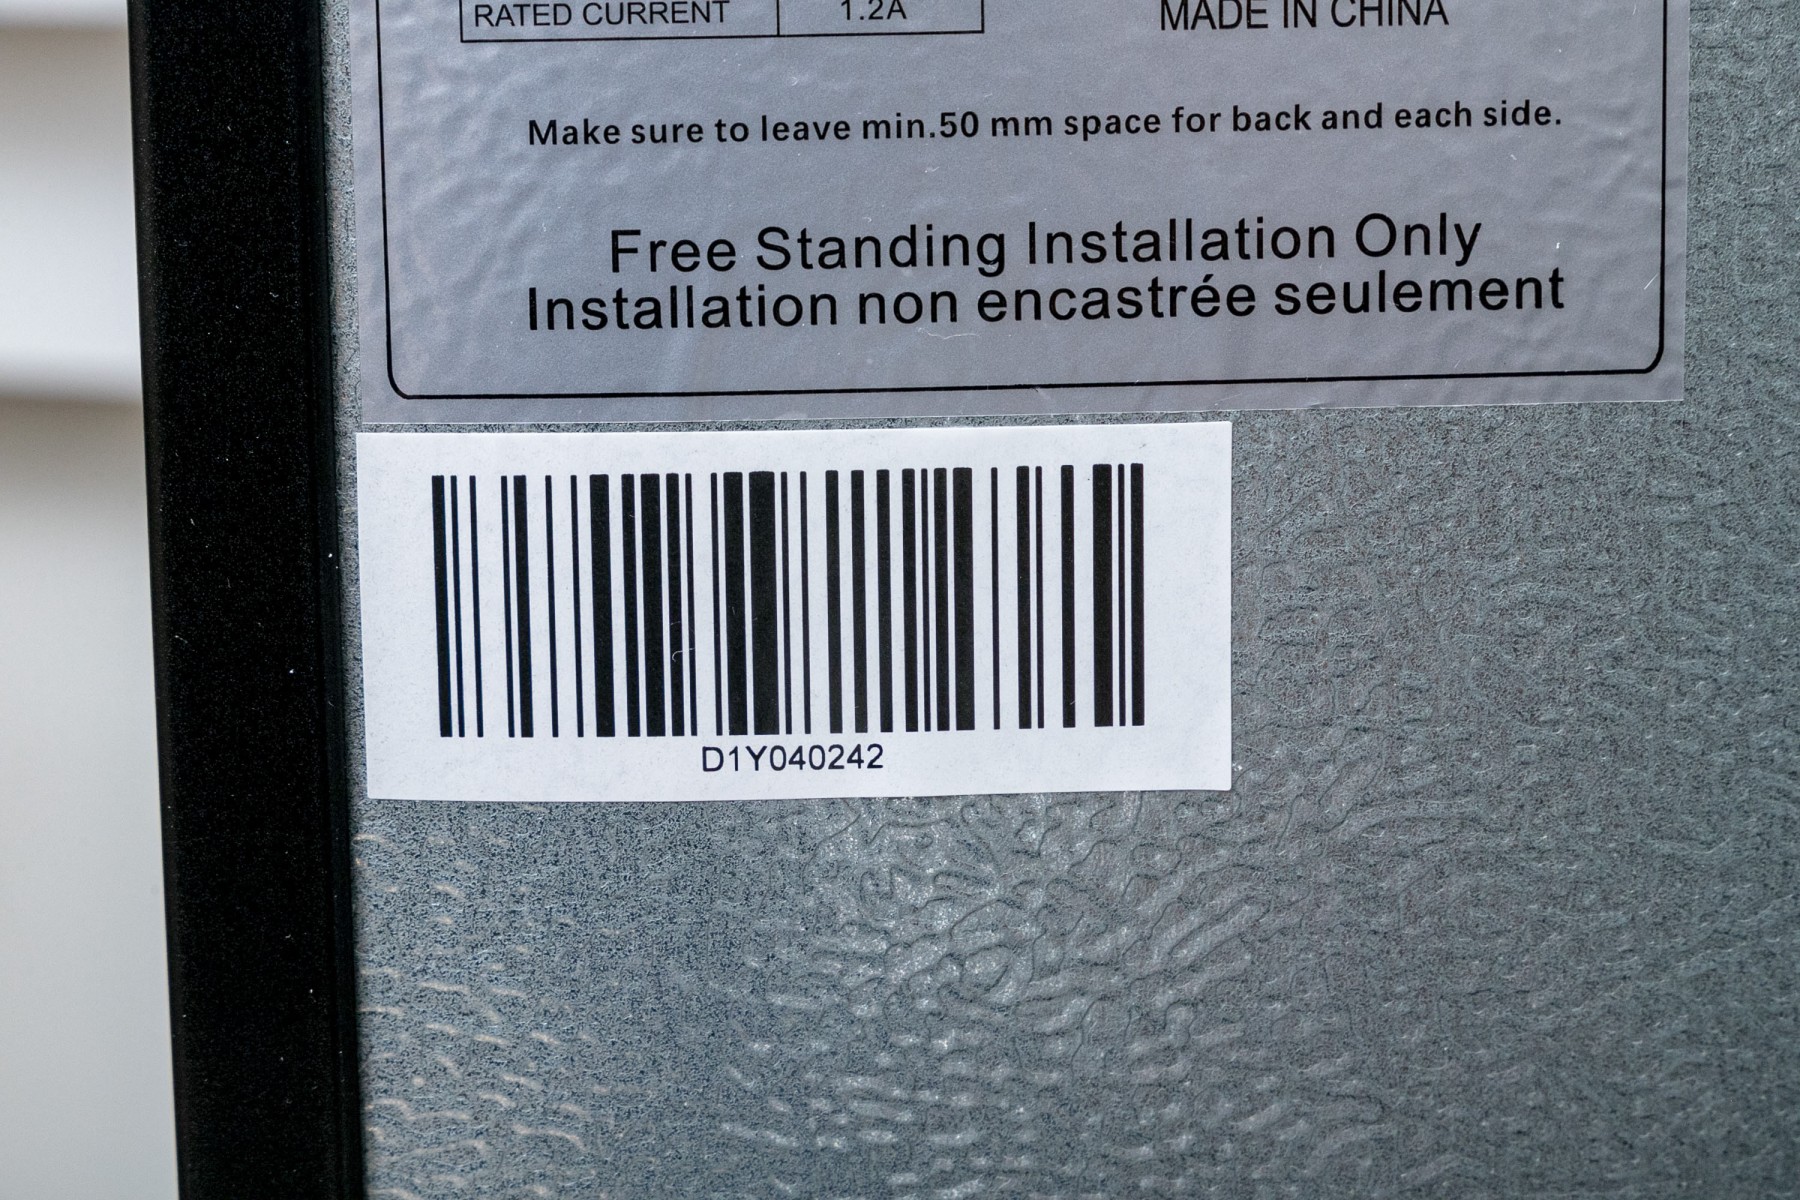 RATED CURRENT 1.2A
MADE IN CHINA
Make sure to leave min.50 mm space for back and each side.
Free Standing Installation Only
Installation non encastrée seulement
D1Y040242